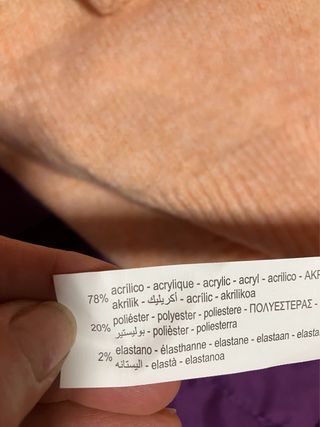 78% acrílico - acrylique - acrylic - acryl - acrilico - AKP
akrilik - أكريليك - acrílic - akrilikoa
20% poliéster - polyester - poliestere - ΠΟΛΥΕΣΤΕΡΑΣ -
بوليستير - polièster - poliesterra
2% elastano - élasthanne - elastane - elastaan - elasta
اليستانه - elastà - elastanoa